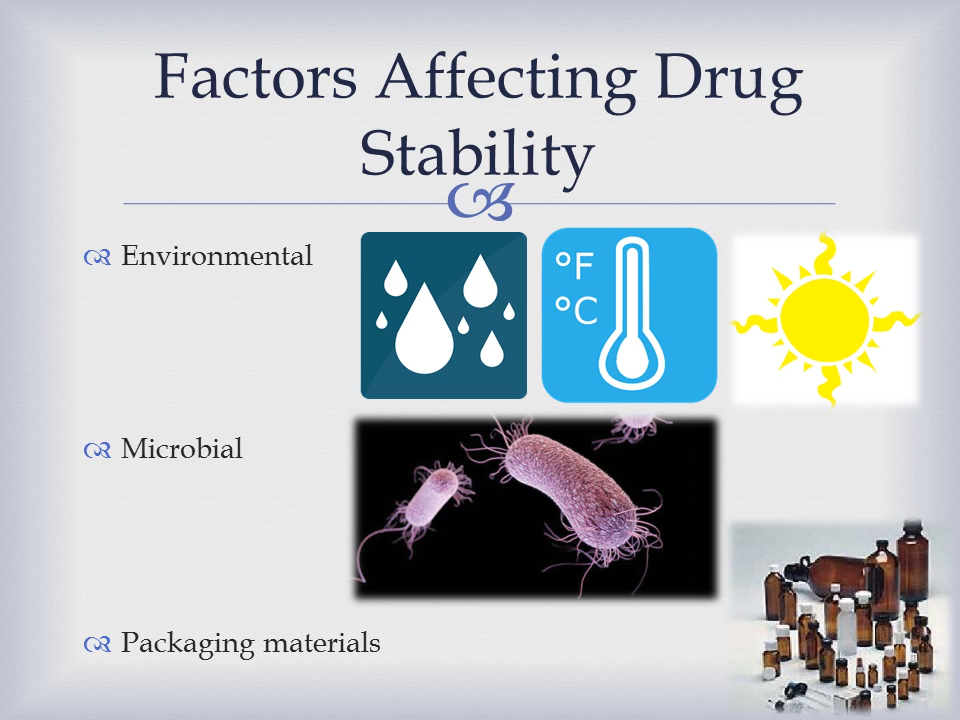 Factors Affecting Drug
Stability
Environmental
°F
°C
Microbial
Packaging materials